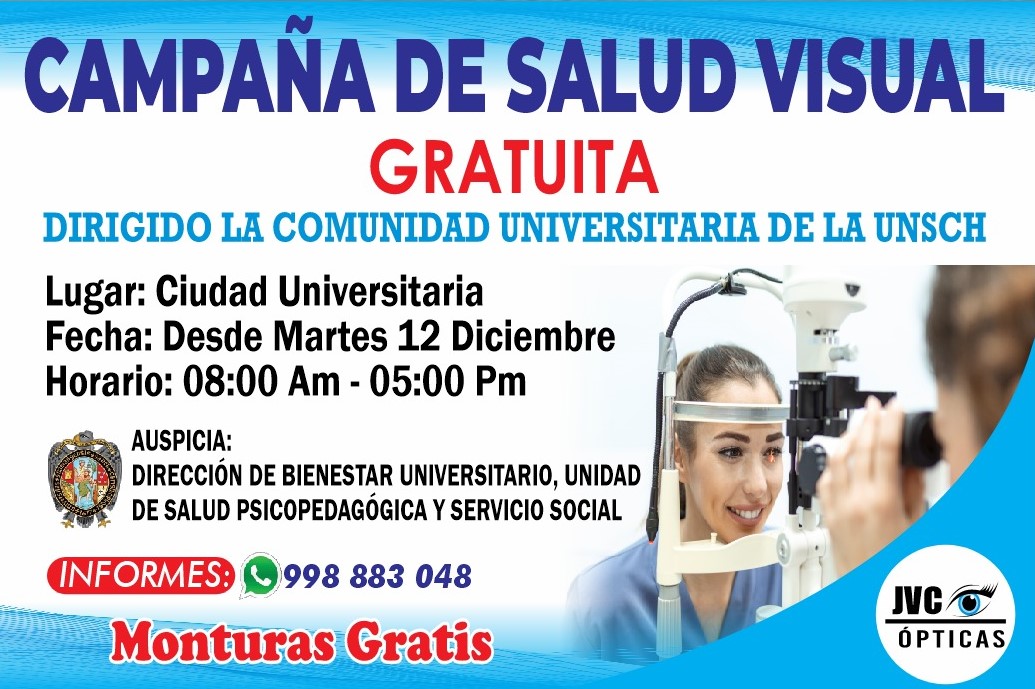 CAMPAÑA DE SALUD VISUAL
GRATUITA
DIRIGIDO LA COMUNIDAD UNIVERSITARIA DE LA UNSCH
Lugar: Ciudad Universitaria
Fecha: Desde Martes 12 Diciembre
Horario: 08:00 Am - 05:00 Pm
AUSPICIA:
DIRECCIÓN DE BIENESTAR UNIVERSITARIO, UNIDAD
DE SALUD PSICOPEDAGÓGICA Y SERVICIO SOCIAL
INFORMES: 998 883 048
Monturas Gratis
JVC
ÓPTICAS